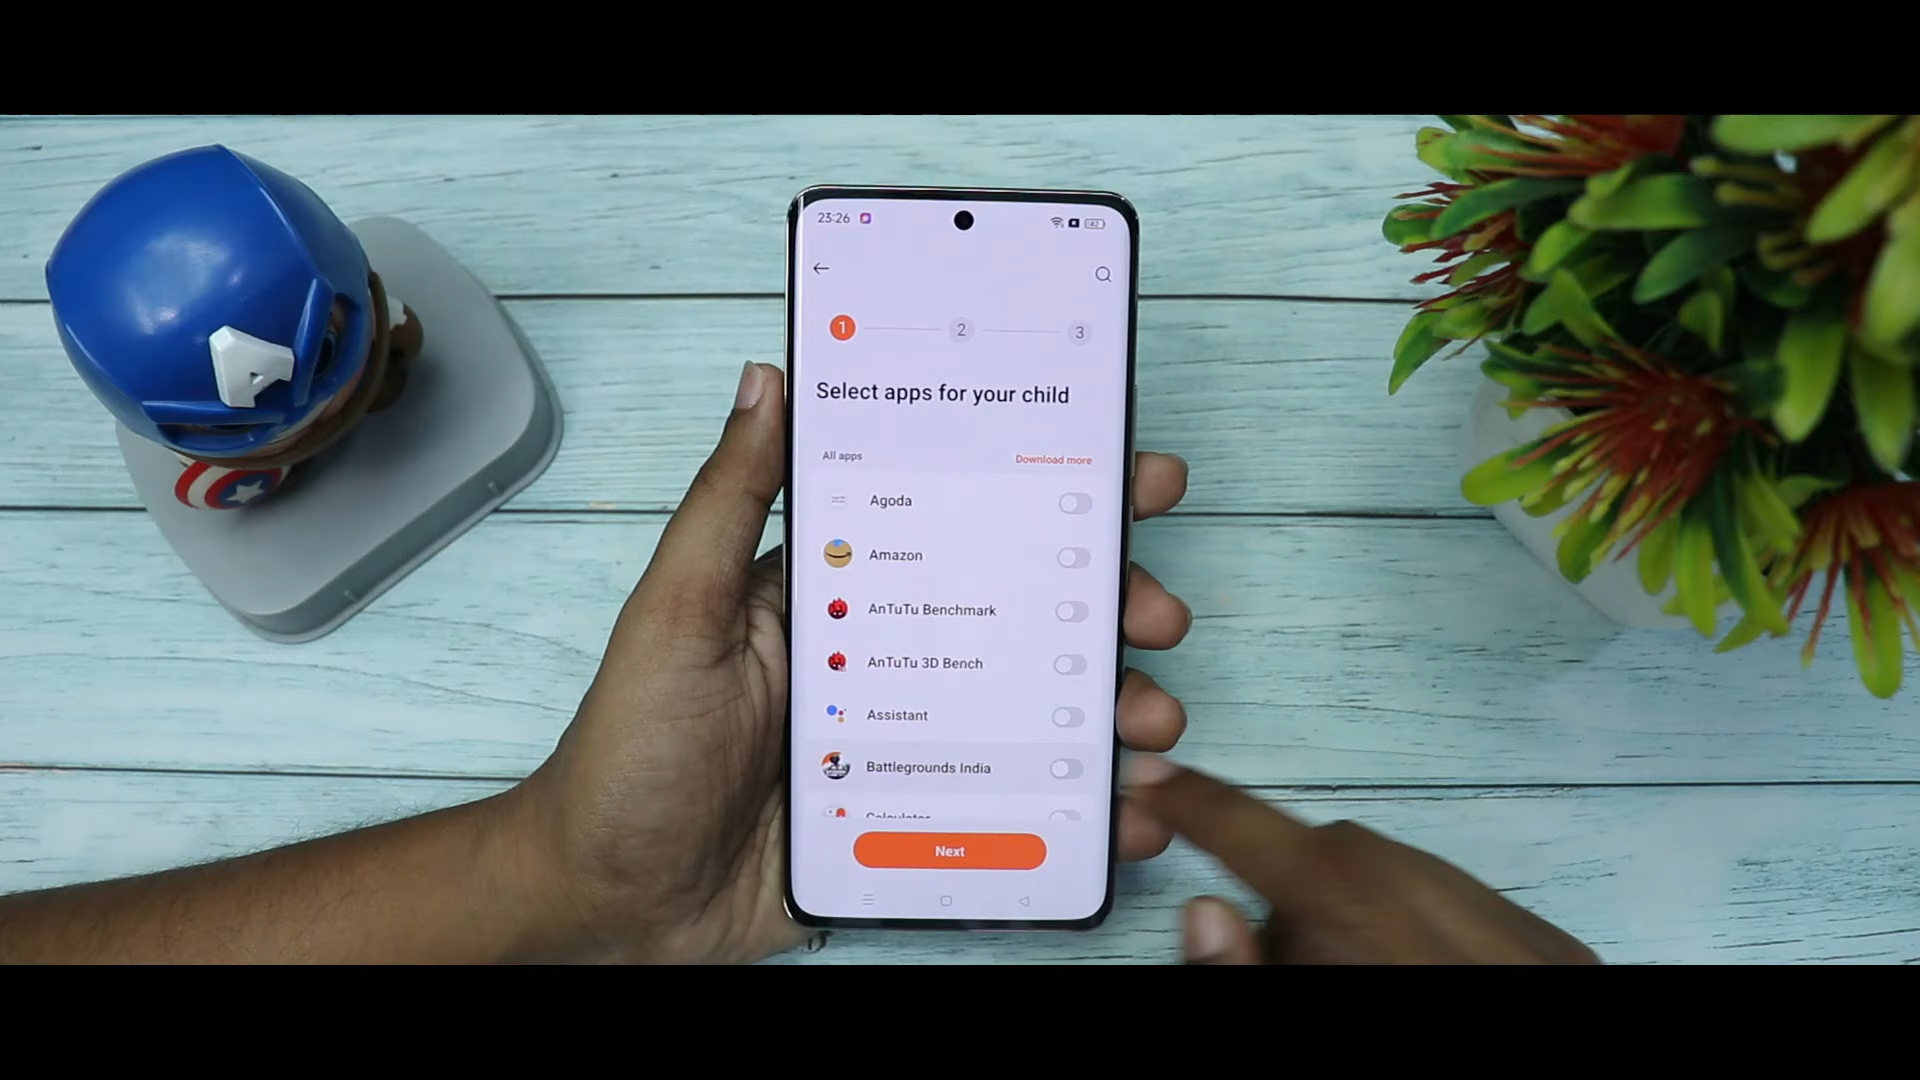 23:26
1 2 3
Select apps for your child
All apps Download more
Agoda
Amazon
AnTuTu Benchmark
AnTuTu 3D Bench
Assistant
Battlegrounds India
Calculator
Next
A